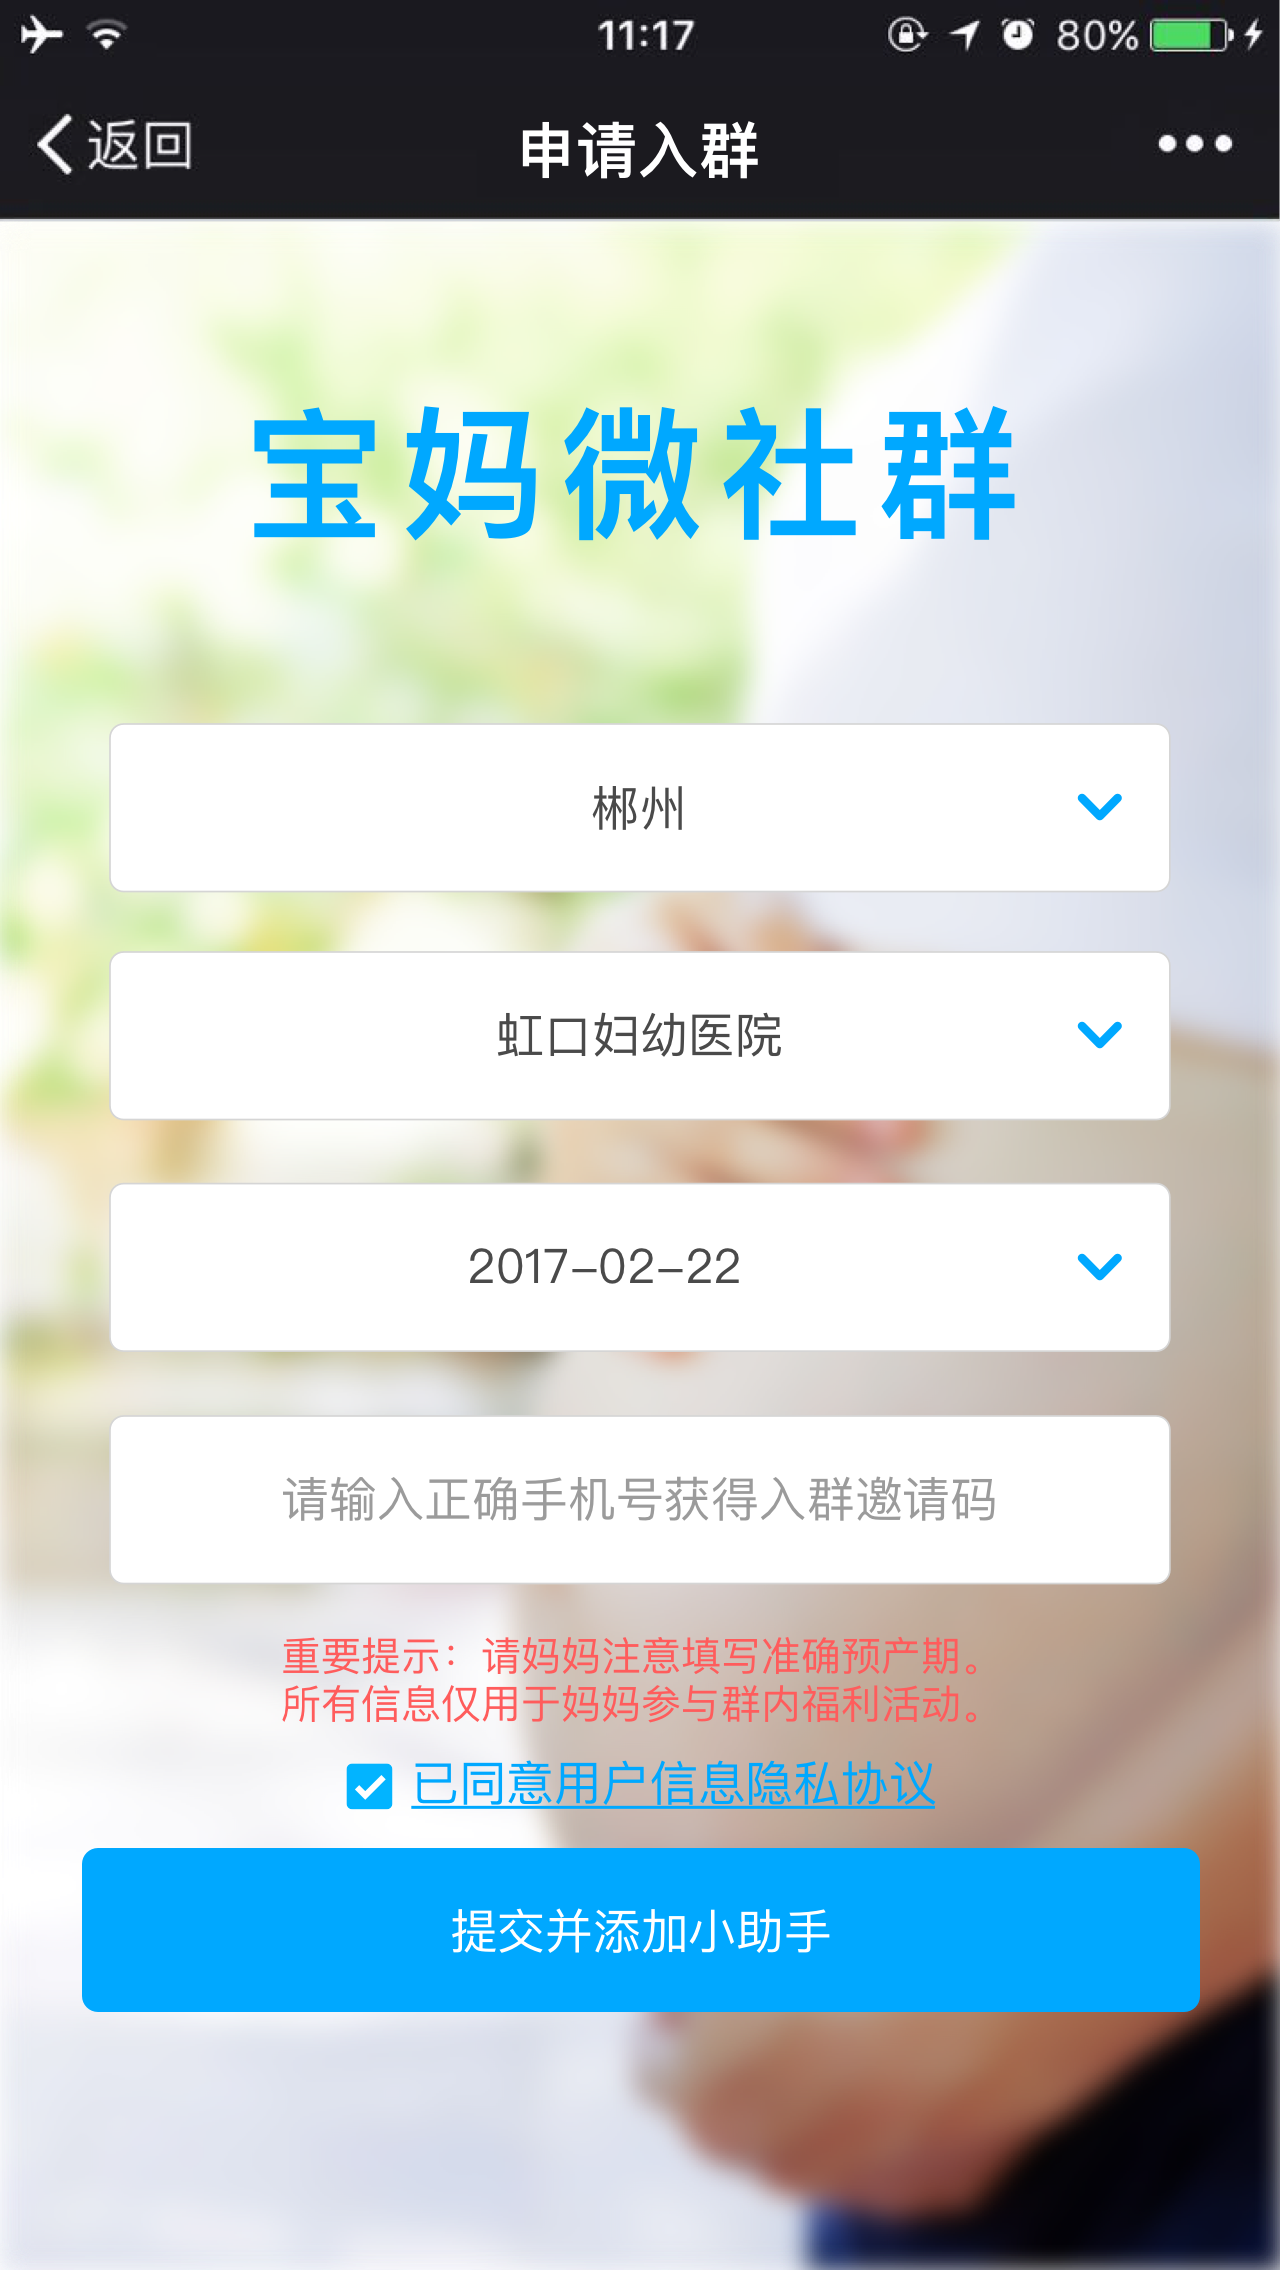 11:17
80%
返回
申请入群
宝妈微社群
郴州
虹口妇幼医院
2017-02-22
请输入正确手机号获得入群邀请码
重要提示：请妈妈注意填写准确预产期。
所有信息仅用于妈妈参与群内福利活动。
已同意用户信息隐私协议
提交并添加小助手